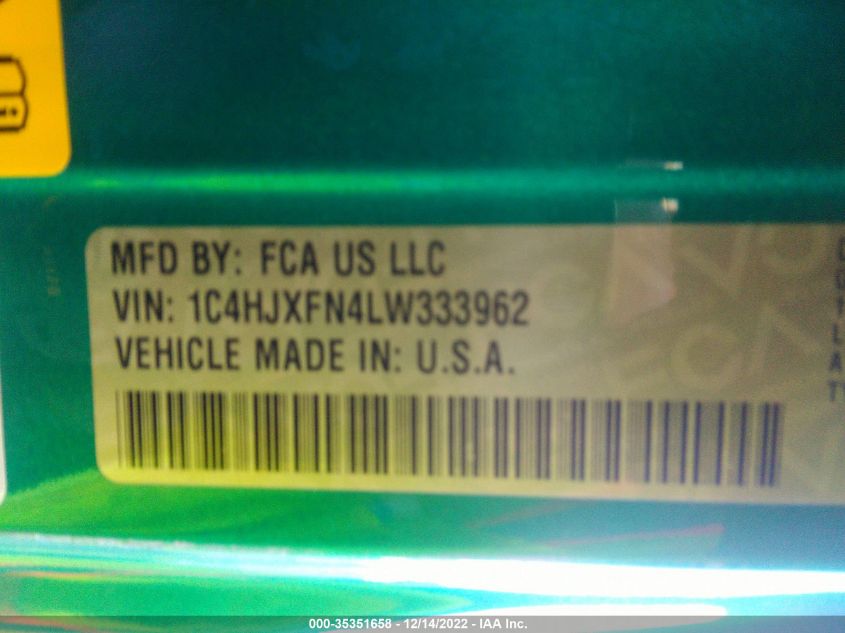 MFD BY: FCA US LLC
VIN: 1C4HJXFN4LW333962
VEHICLE MADE IN: U.S.A.
000-35351658 - 12/14/2022 - IAA Inc.